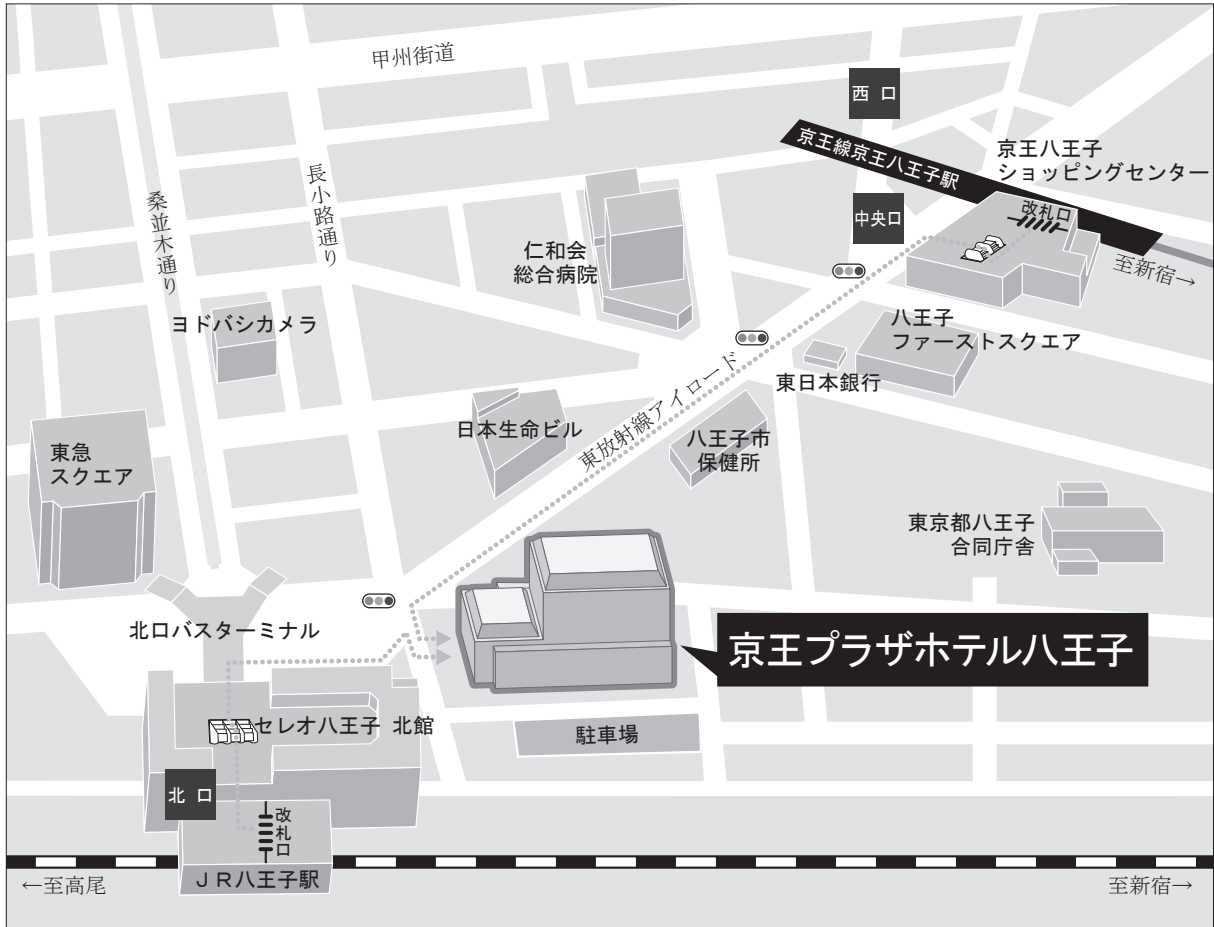 甲州街道
西 口
京王線京王八王子駅
京王八王子
ショッピングセンター
改札口
中央口
至新宿→
桑並木通り
長小路通り
仁和会
総合病院
ヨドバシカメラ
八王子
ファーストスクエア
東日本銀行
東放射線アイロード
日本生命ビル
八王子市
保健所
東急
スクエア
東京都八王子
合同庁舎
北口バスターミナル
京王プラザホテル八王子
セレオ八王子 北館
駐車場
北 口
改札口
ＪＲ八王子駅
←至高尾
至新宿→